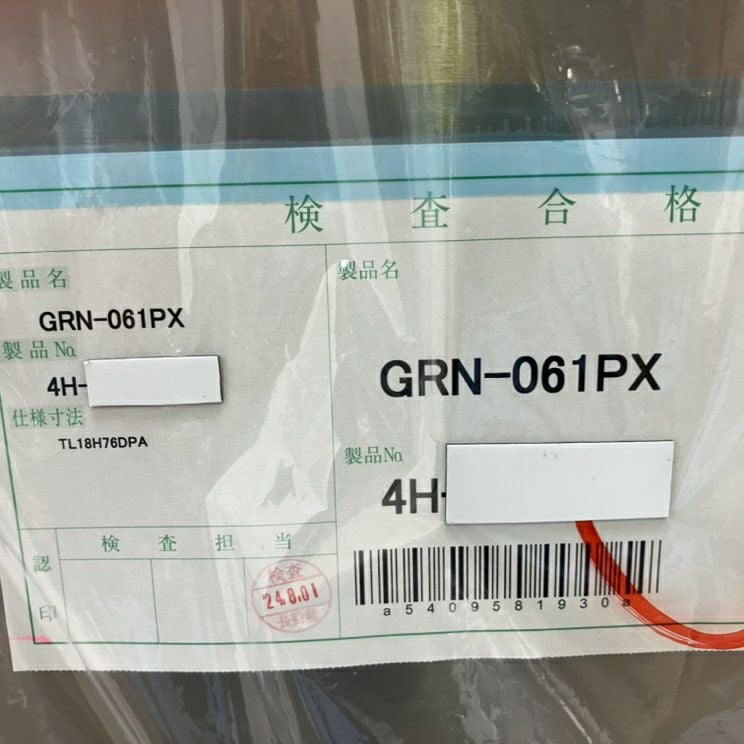 検査合格
製品名
GRN-061PX
製品No.
4H-
仕様寸法
TL18H76DPA
認印
検査担当
検査
24.8.01
製品名
GRN-061PX
製品No.
4H-
a5409581930a